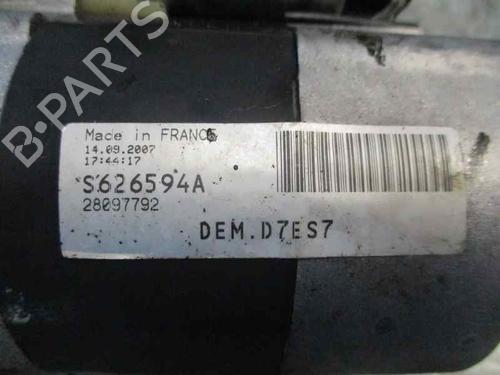 B-PARTS
Made in FRANCE
14.09.2007
17:44:17
S626594A
28097792
DEM.D7ES7